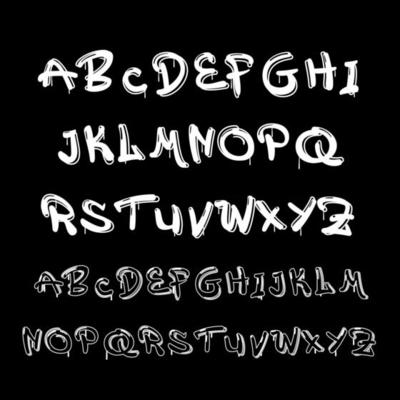 ABCDEFGHI
JKLMNOPQ
RSTUVWXYZ
ABCDEFGHIJKLM
NOPQRSTUVWXYZ